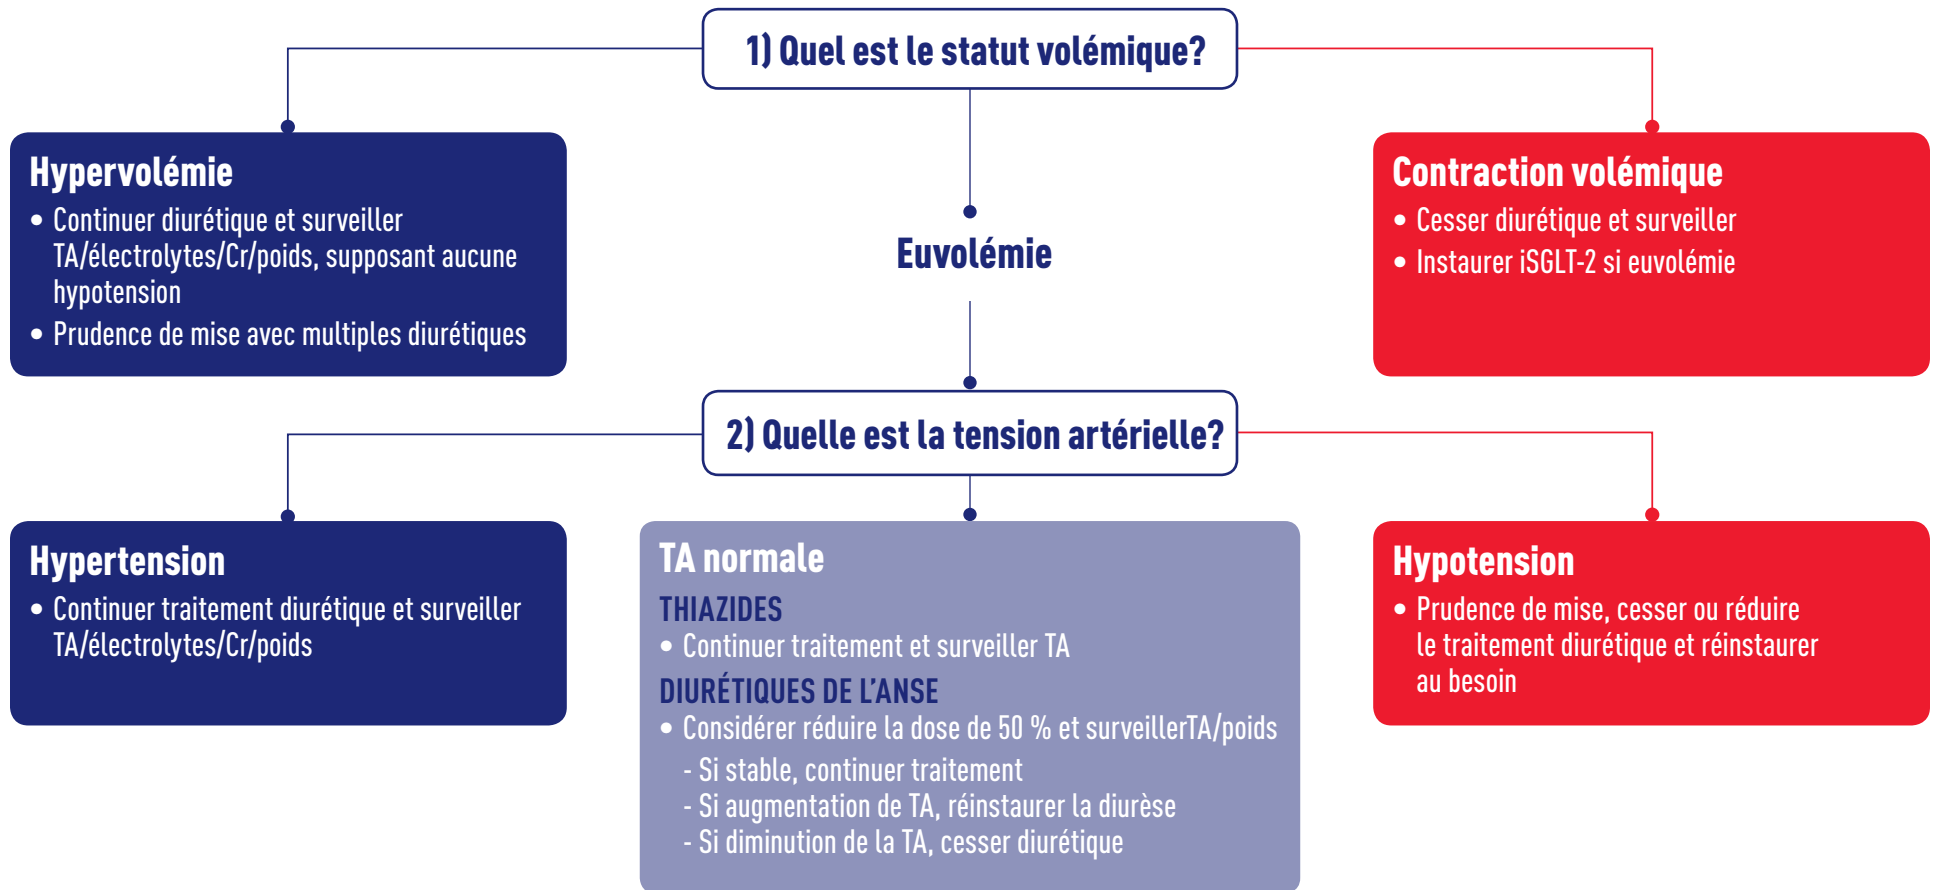 1) Quel est le statut volémique?
Hypervolémie
• Continuer diurétique et surveiller
TA/électrolytes/Cr/poids, supposant aucune
hypotension
• Prudence de mise avec multiples diurétiques
Euvolémie
Contraction volémique
• Cesser diurétique et surveiller
• Instaurer iSGLT-2 si euvolémie
2) Quelle est la tension artérielle?
Hypertension
• Continuer traitement diurétique et surveiller
TA/électrolytes/Cr/poids
TA normale
THIAZIDES
• Continuer traitement et surveiller TA
DIURÉTIQUES DE L'ANSE
• Considérer réduire la dose de 50 % et surveillerTA/poids
- Si stable, continuer traitement
- Si augmentation de TA, réinstaurer la diurèse
- Si diminution de la TA, cesser diurétique
Hypotension
• Prudence de mise, cesser ou réduire
le traitement diurétique et réinstaurer
au besoin